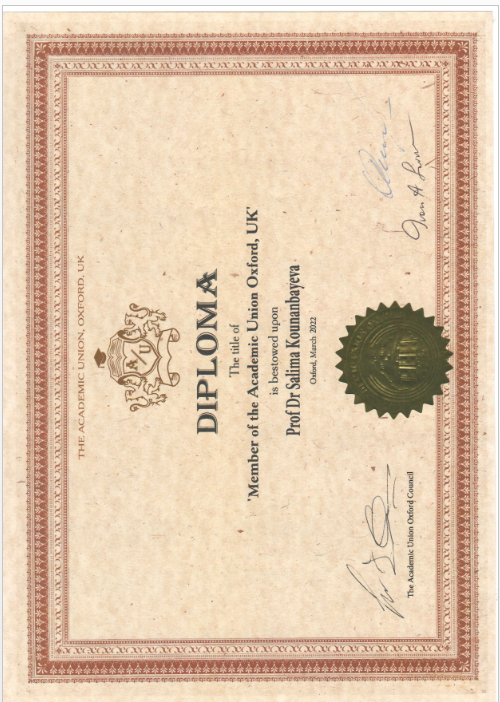 THE ACADEMIC UNION, OXFORD, UK
A U
DIPLOMA
The title of
'Member of the Academic Union Oxford, UK'
is bestowed upon
Prof Dr Salima Kounanbayeva
Oxford, March 2022
The Academic Union Oxford Council